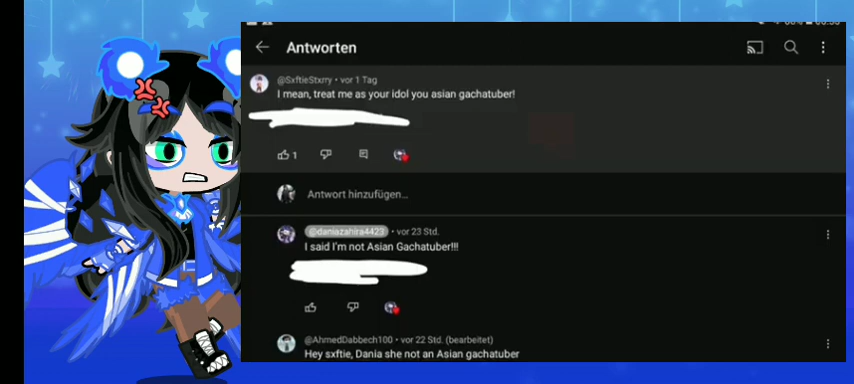 Antworten
@SxftieStxrry • vor 1 Tag
I mean, treat me as your idol you asian gachatuber!
1
Antwort hinzufügen...
@daniazahira4423 • vor 23 Std.
I said I'm not Asian Gachatuber!!!
@AhmedDabbech100 • vor 22 Std. (bearbeitet)
Hey sxftie, Dania she not an Asian gachatuber